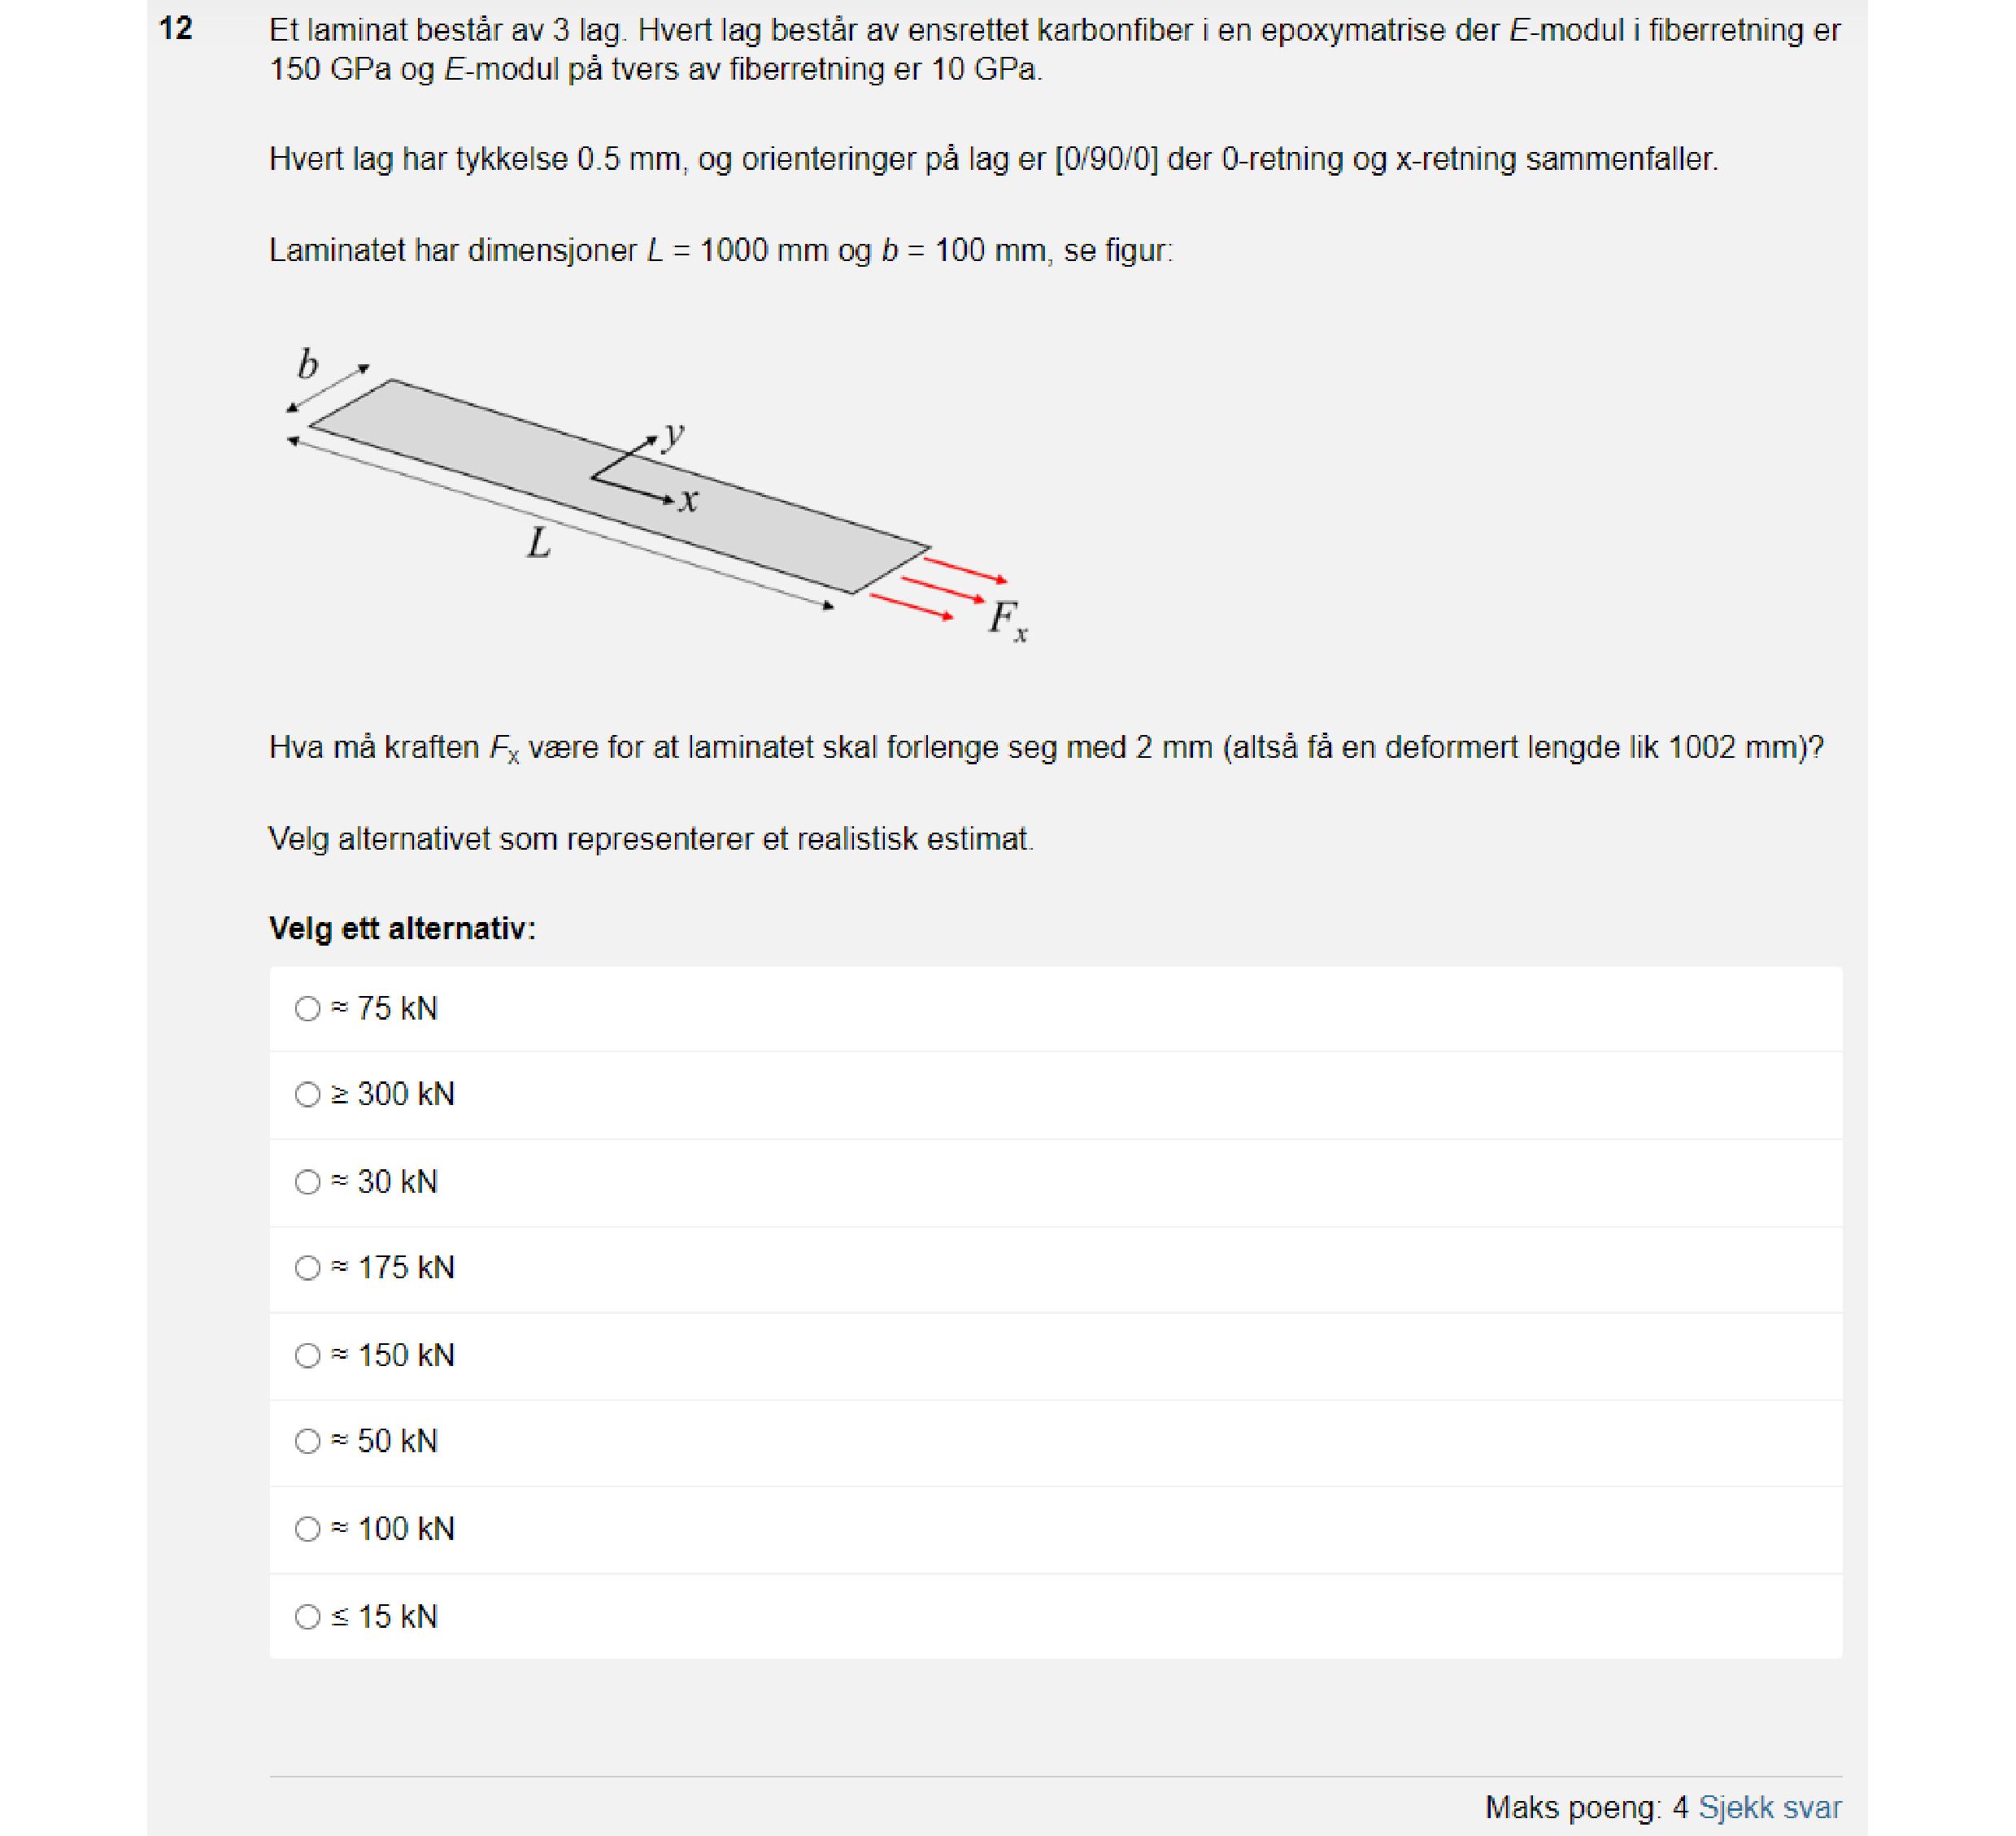 12
Et laminat består av 3 lag. Hvert lag består av ensrettet karbonfiber i en epoxymatrise der E-modul i fiberretning er
150 GPa og E-modul på tvers av fiberretning er 10 GPa.
Hvert lag har tykkelse 0.5 mm, og orienteringer på lag er [0/90/0] der 0-retning og x-retning sammenfaller.
Laminatet har dimensjoner L = 1000 mm og b = 100 mm, se figur:
b
y
x
L
Fx
Hva må kraften Fx være for at laminatet skal forlenge seg med 2 mm (altså få en deformert lengde lik 1002 mm)?
Velg alternativet som representerer et realistisk estimat.
Velg ett alternativ:
≈ 75 kN
≥ 300 kN
≈ 30 kN
≈ 175 kN
≈ 150 kN
≈ 50 kN
≈ 100 kN
≤ 15 kN
Maks poeng: 4 Sjekk svar